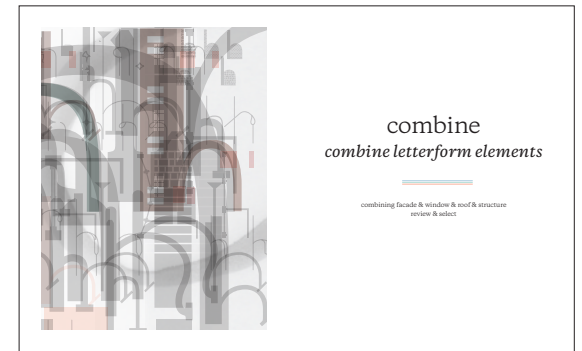 combine
combine letterform elements
combining facade & window & roof & structure
review & select